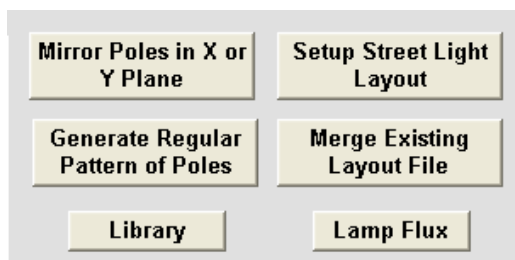 Mirror Poles in X or
Y Plane
Setup Street Light
Layout
Generate Regular
Pattern of Poles
Merge Existing
Layout File
Library
Lamp Flux